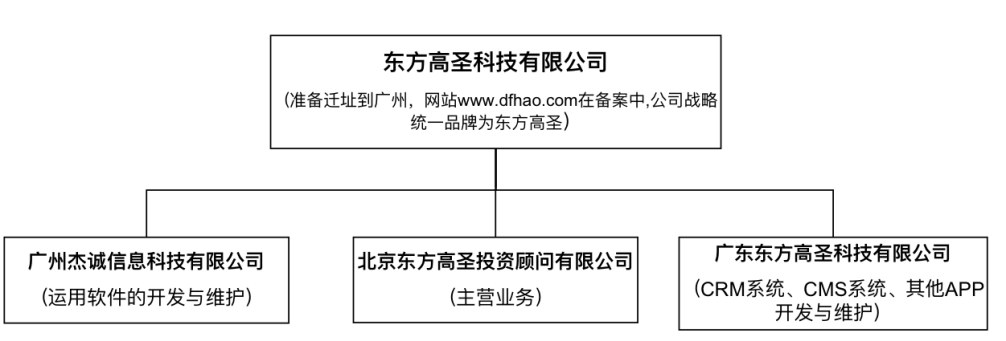 东方高圣科技有限公司
（准备迁址到广州，网站www.dfhao.com在备案中,公司战略
统一品牌为东方高圣）
广州杰诚信息科技有限公司
（运用软件的开发与维护）
北京东方高圣投资顾问有限公司
（主营业务）
广东东方高圣科技有限公司
（CRM系统、CMS系统、其他APP
开发与维护）